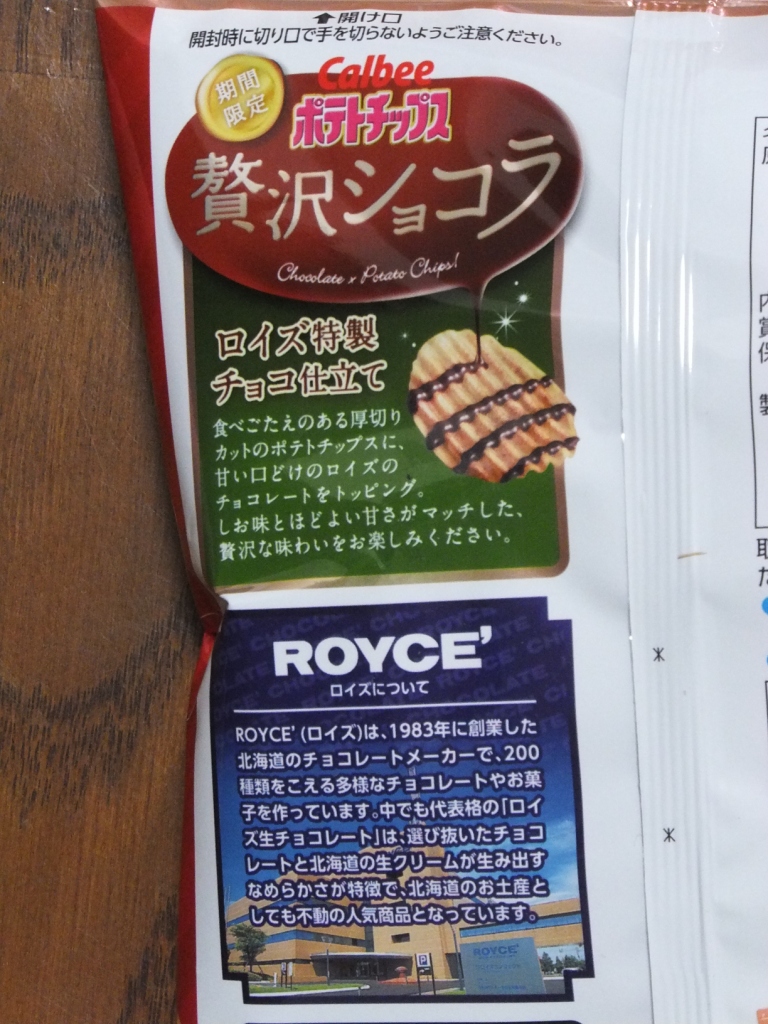 ⬆開け口
開封時に切り口で手を切らないようご注意ください。
期間
限定
Calbee
ポテトチップス
贅沢ショコラ
Chocolate x Potato Chips!
ロイズ特製
チョコ仕立て
食べごたえのある厚切り
カットのポテトチップスに、
甘い口どけのロイズの
チョコレートをトッピング。
しお味とほどよい甘さがマッチした、
贅沢な味わいをお楽しみください。
ROYCE'
ロイズについて
ROYCE'(ロイズ)は、1983年に創業した
北海道のチョコレートメーカーで、200
種類をこえる多様なチョコレートやお菓
子を作っています。中でも代表格の「ロイ
ズ生チョコレート」は、選び抜いたチョコ
レートと北海道の生クリームが生み出す
なめらかさが特徴で、北海道のお土産と
しても不動の人気商品となっています。
P
ROYCE'